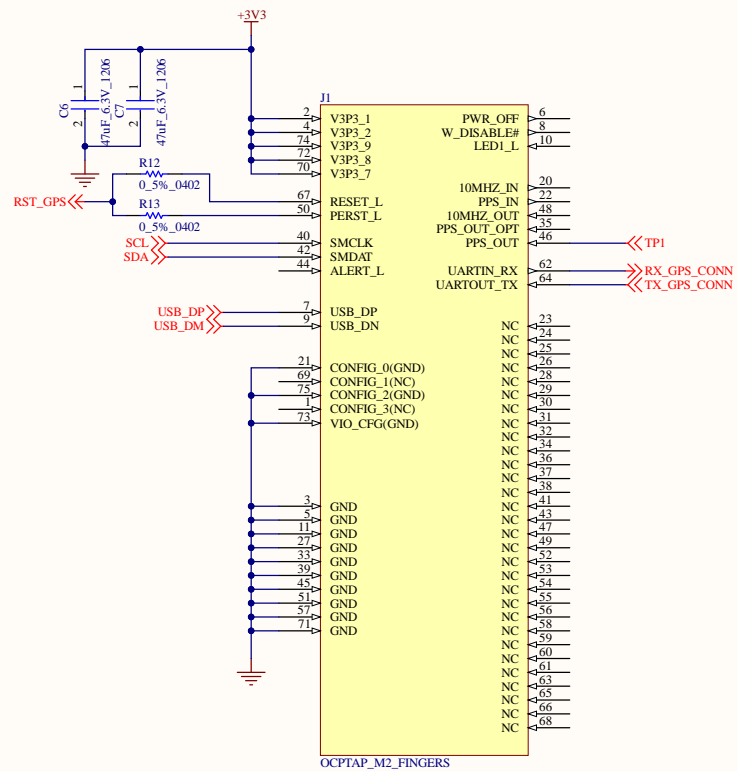 +3V3
C6
1
2
47uF_6.3V_1206
C7
1
2
47uF_6.3V_1206
J1
2 V3P3_1
4 V3P3_2
74 V3P3_9
72 V3P3_8
70 V3P3_7
R12
0_5%_0402
RST_GPS
R13
0_5%_0402
67 RESET_L
50 PERST_L
SCL 40 SMCLK
SDA 42 SMDAT
44 ALERT_L
USB_DP 7 USB_DP
USB_DM 9 USB_DN
21 CONFIG_0(GND)
69 CONFIG_1(NC)
75 CONFIG_2(GND)
1 CONFIG_3(NC)
73 VIO_CFG(GND)
3 GND
5 GND
11 GND
27 GND
33 GND
39 GND
45 GND
51 GND
57 GND
71 GND
PWR_OFF 6
W_DISABLE# 8
LED1_L 10
10MHZ_IN 20
PPS_IN 22
10MHZ_OUT 48
PPS_OUT_OPT 35
PPS_OUT 46 TP1
UARTIN_RX 62 RX_GPS_CONN
UARTOUT_TX 64 TX_GPS_CONN
NC 23
NC 24
NC 25
NC 26
NC 28
NC 29
NC 30
NC 31
NC 32
NC 34
NC 36
NC 37
NC 38
NC 41
NC 43
NC 47
NC 49
NC 52
NC 53
NC 54
NC 55
NC 56
NC 58
NC 59
NC 60
NC 61
NC 63
NC 65
NC 66
NC 68
OCPTAP_M2_FINGERS